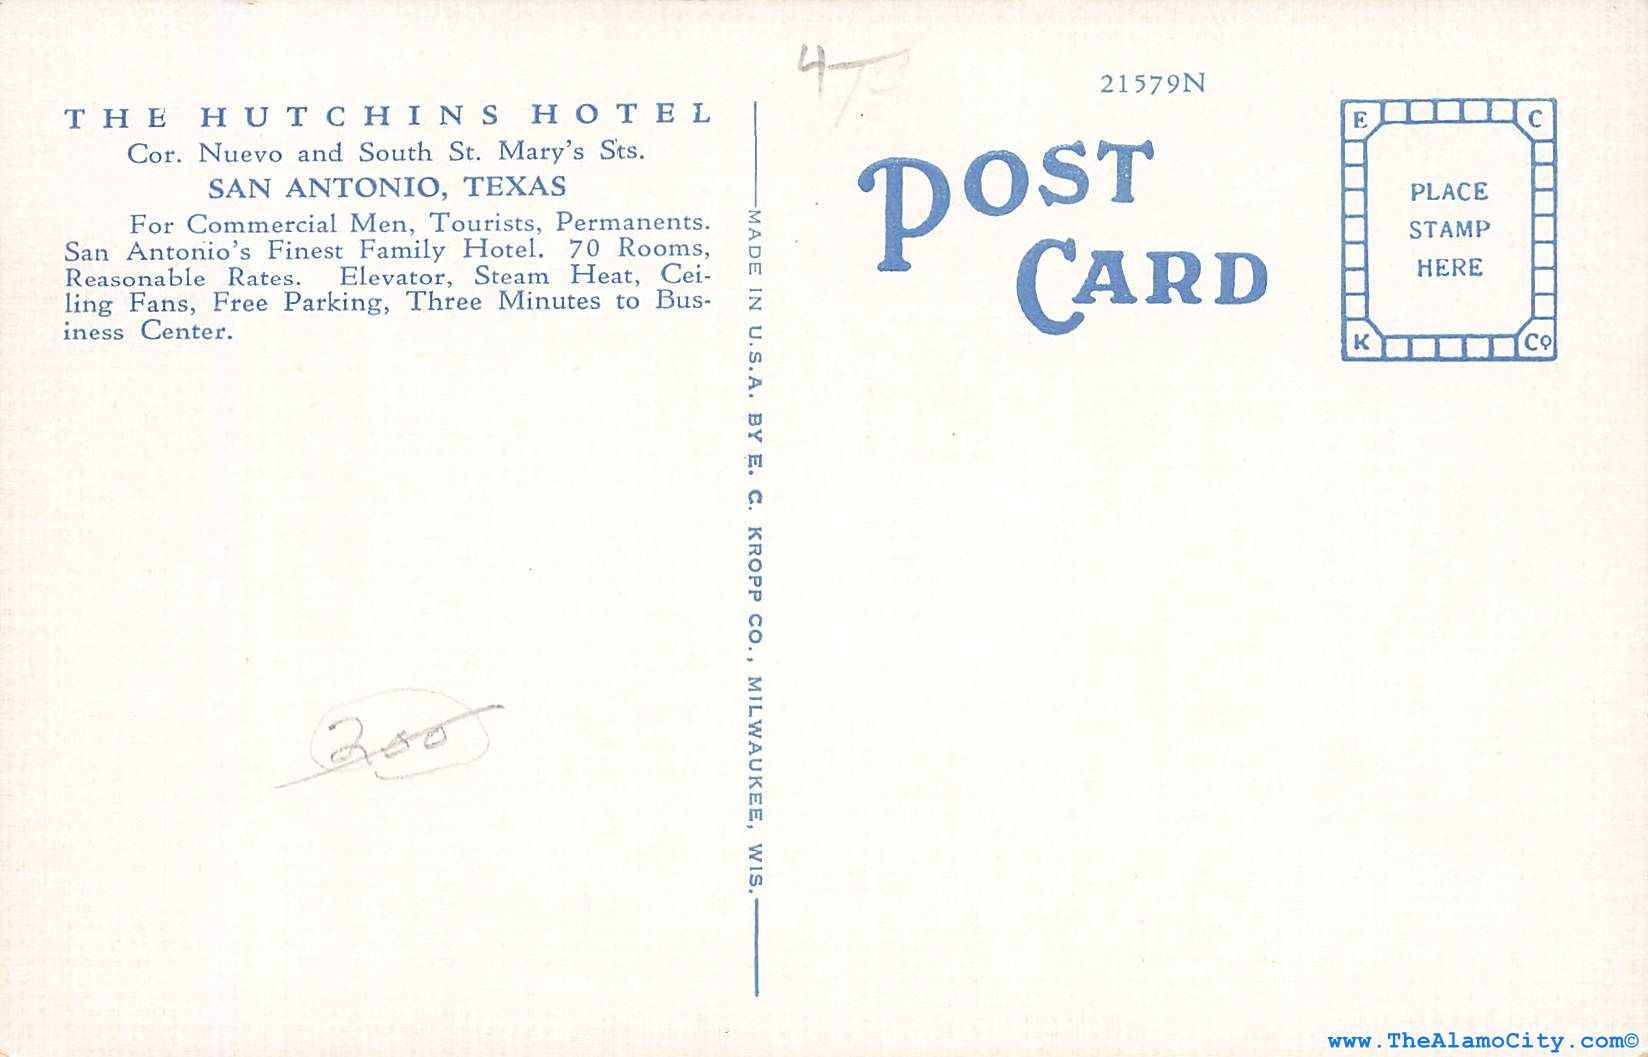 THE HUTCHINS HOTEL
Cor. Nuevo and South St. Mary's Sts.
SAN ANTONIO, TEXAS
For Commercial Men, Tourists, Permanents.
San Antonio's Finest Family Hotel. 70 Rooms,
Reasonable Rates. Elevator, Steam Heat, Cei-
ling Fans, Free Parking, Three Minutes to Bus-
iness Center.
200
MADE IN U.S.A. BY E. C. KROPP CO., MILWAUKEE, WIS.
4
21579N
POST
CARD
E C
PLACE
STAMP
HERE
K Co
www.TheAlamoCity.com©